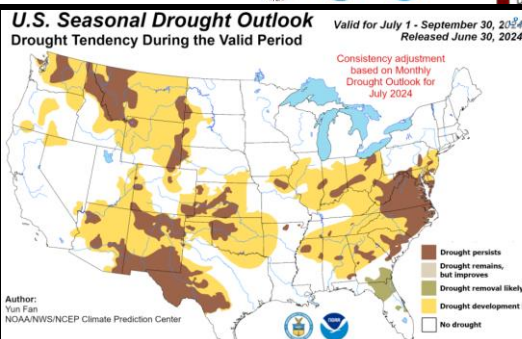 U.S. Seasonal Drought Outlook
Drought Tendency During the Valid Period
Valid for July 1 - September 30, 2024
Released June 30, 2024
Consistency adjustment
based on Monthly
Drought Outlook for
July 2024
Author:
Yun Fan
NOAA/NWS/NCEP Climate Prediction Center
NOAA
Drought persists
Drought remains,
but improves
Drought removal likely
Drought development
No drought